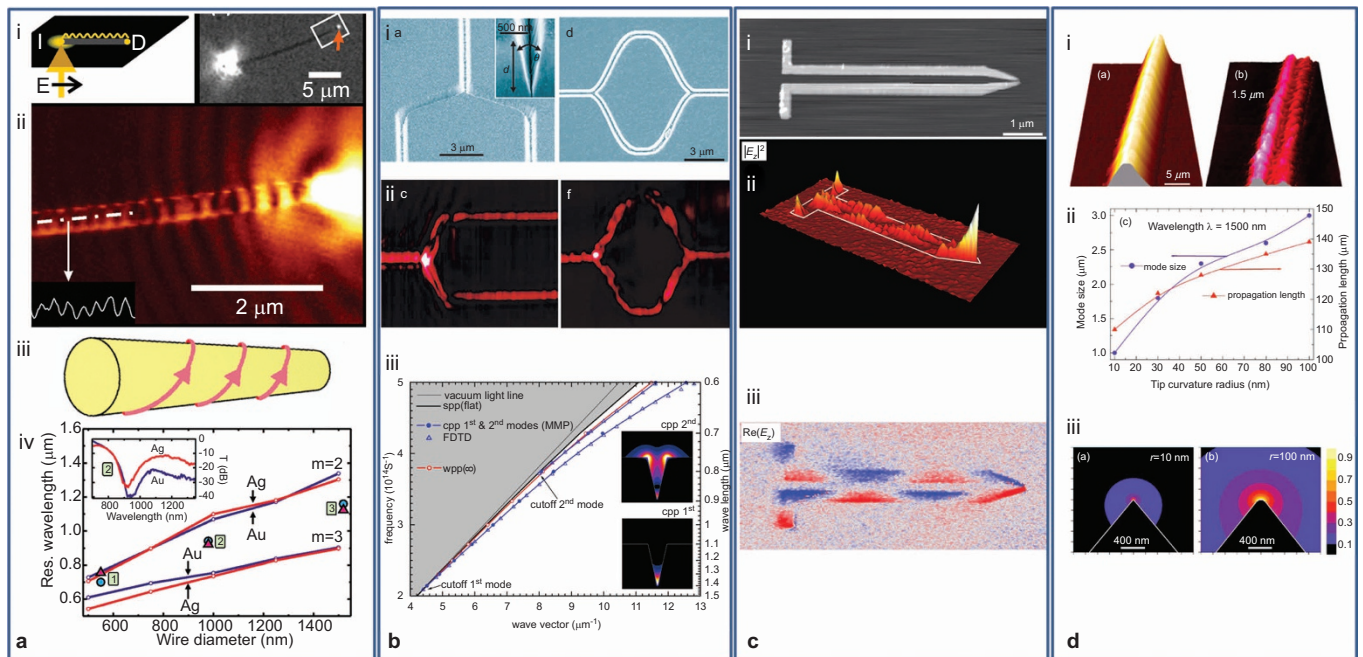 i
I
D
E
5 μm
ii
2 μm
iii
iv
1.6
1.4
1.2
1.0
0.8
0.6
Res. wavelength (μm)
Ag
Au
2
0
-10
-20
-30
-40
T (dB)
800 1000 1200
Wavelength (nm)
m=2
Ag
Au
3
2
1
Au
m=3
Ag
600 800 1000 1200 1400
Wire diameter (nm)
a
i a
500 nm
d
θ
3 μm
d
3 μm
ii c
f
iii
5
4
3
2
frequency (10¹⁴S⁻¹)
vacuum light line
spp(flat)
cpp 1st & 2nd modes (MMP)
FDTD
wpp(∞)
cpp 2nd
cutoff 2nd mode
cpp 1st
cutoff 1st mode
0.6
0.7
0.8
0.9
1
1.1
1.2
1.3
1.4
wave length (μm)
4 5 6 7 8 9 10 11 12 13
wave vector (μm⁻¹)
b
i
1 μm
|E_z|²
ii
iii
Re(E_z)
c
i
(a)
5 μm
(b)
1.5 μm
ii
(c)
Wavelength λ = 1500 nm
mode size
propagation length
3.0
2.5
2.0
1.5
1.0
Mode size (μm)
150
140
130
120
110
100
Prpoagation length (μm)
10 20 30 40 50 60 70 80 90 100
Tip curvature radius (nm)
iii
(a)
r=10 nm
400 nm
(b)
r=100 nm
400 nm
0.9
0.7
0.5
0.3
0.1
d